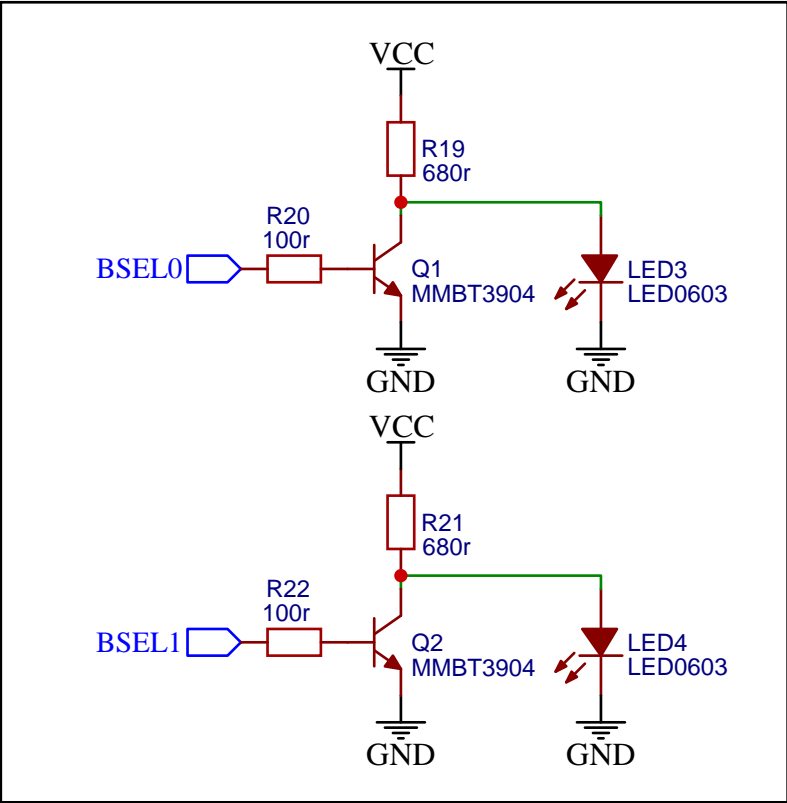 VCC
R19
680r
R20
100r
BSEL0
Q1
MMBT3904
LED3
LED0603
GND
GND
VCC
R21
680r
R22
100r
BSEL1
Q2
MMBT3904
LED4
LED0603
GND
GND